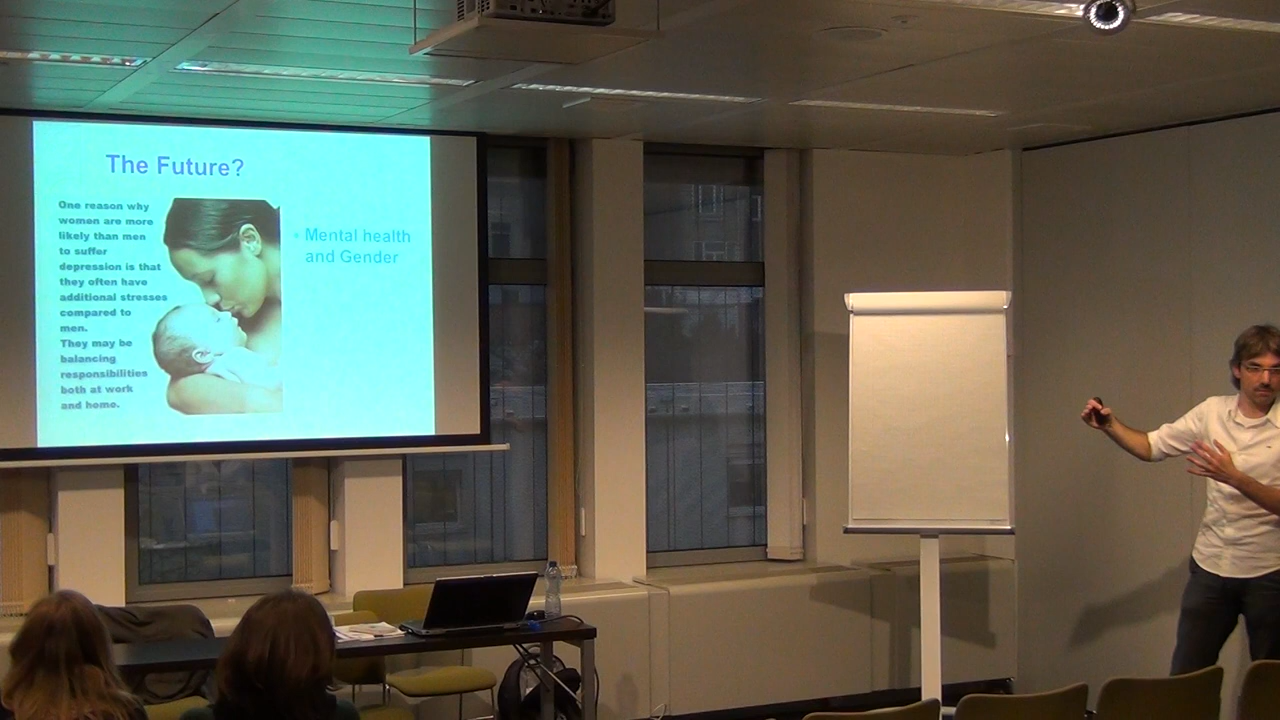 The Future?
One reason why
women are more
likely than men
to suffer
depression is that
they often have
additional stresses
compared to
men.
They may be
balancing
responsibilities
both at work
and home.
• Mental health
and Gender